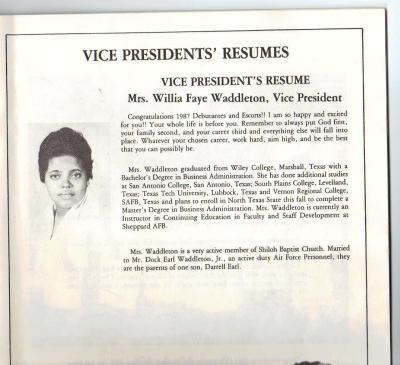 VICE PRESIDENTS' RESUMES
VICE PRESIDENT'S RESUME
Mrs. Willia Faye Waddleton, Vice President
Congratulations 1987 Debutantes and Escorts!! I am so happy and excited
for you!! Your whole life is before you. Remember to always put God first,
your family second, and your career third and everything else will fall into
place. Whatever your chosen career, work hard, aim high, and be the best
that you can possibly be.
Mrs. Waddleton graduated from Wiley College, Marshall, Texas with a
Bachelor's Degree in Business Administration. She has done additional studies
at San Antonio College, San Antonio, Texas; South Plains College, Levelland,
Texas; Texas Tech University, Lubbock, Texas and Vernon Regional College,
SAFB, Texas and plans to enroll in North Texas State this fall to complete a
Master's Degree in Business Administration. Mrs. Waddleton is currently an
Instructor in Continuing Education in Faculty and Staff Development at
Sheppard AFB.
Mrs. Waddleton is a very active member of Shiloh Baptist Church. Married
to Mr. Dock Earl Waddleton, Jr., an active duty Air Force Personnel, they
are the parents of one son, Darrell Earl.